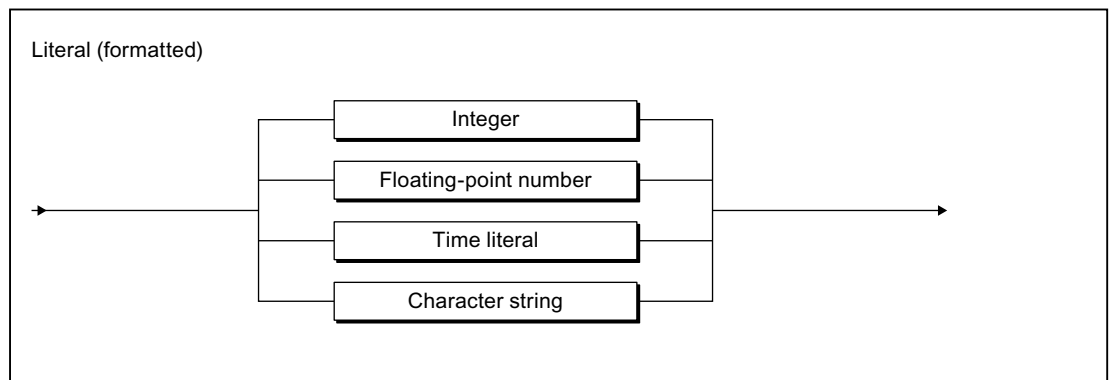 Literal (formatted)
Integer
Floating-point number
Time literal
Character string